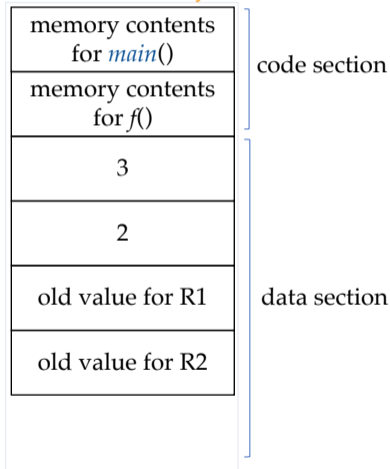 memory contents
for main()
code section
memory contents
for f()
3
2
old value for R1
data section
old value for R2